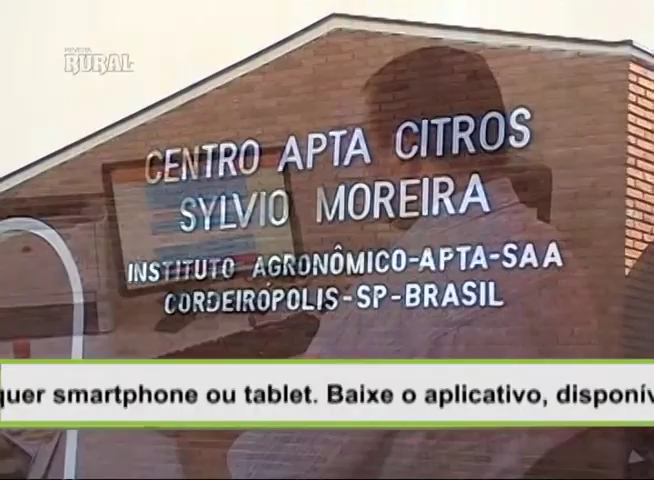 REVISTA
RURAL
CENTRO APTA CITROS
SYLVIO MOREIRA
INSTITUTO AGRONÔMICO-APTA-SAA
CORDEIRÓPOLIS-SP-BRASIL
quer smartphone ou tablet. Baixe o aplicativo, disponív